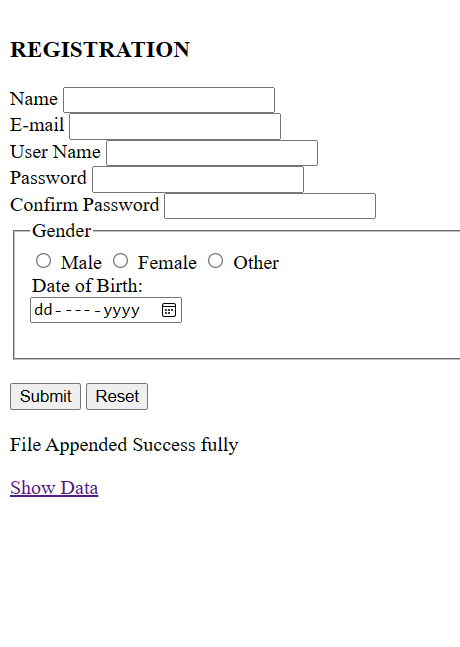 REGISTRATION
Name
E-mail
User Name
Password
Confirm Password
Gender
Male Female Other
Date of Birth:
dd-----yyyy
Submit Reset
File Appended Success fully
Show Data